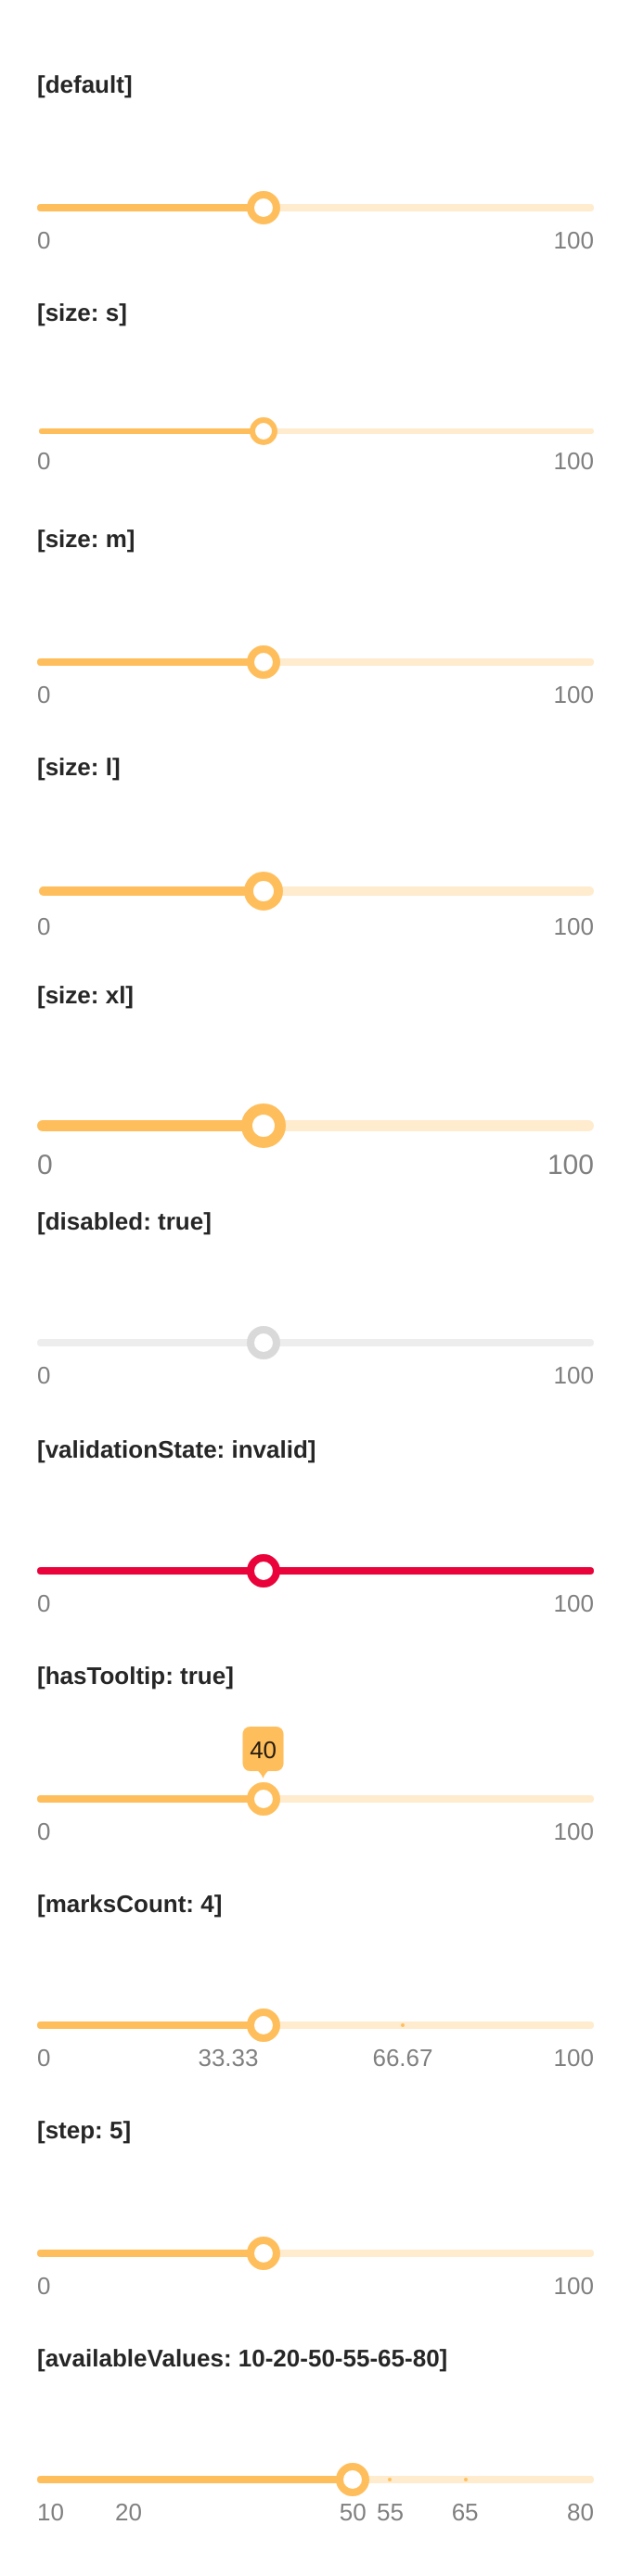 [default]
0 100
[size: s]
0 100
[size: m]
0 100
[size: l]
0 100
[size: xl]
0 100
[disabled: true]
0 100
[validationState: invalid]
0 100
[hasTooltip: true]
40
0 100
[marksCount: 4]
0 33.33 66.67 100
[step: 5]
0 100
[availableValues: 10-20-50-55-65-80]
10 20 50 55 65 80